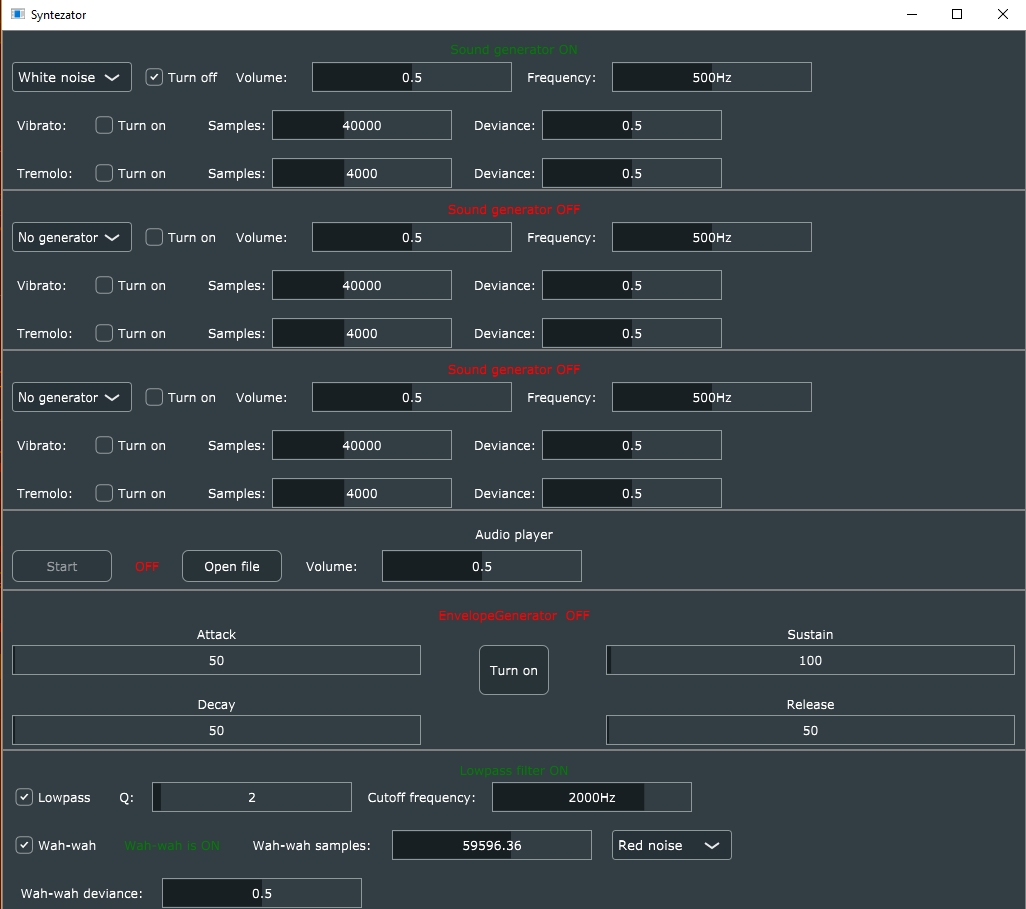 Syntezator
Sound generator ON
White noise Turn off Volume: 0.5 Frequency: 500Hz
Vibrato: Turn on Samples: 40000 Deviance: 0.5
Tremolo: Turn on Samples: 4000 Deviance: 0.5
Sound generator OFF
No generator Turn on Volume: 0.5 Frequency: 500Hz
Vibrato: Turn on Samples: 40000 Deviance: 0.5
Tremolo: Turn on Samples: 4000 Deviance: 0.5
Sound generator OFF
No generator Turn on Volume: 0.5 Frequency: 500Hz
Vibrato: Turn on Samples: 40000 Deviance: 0.5
Tremolo: Turn on Samples: 4000 Deviance: 0.5
Audio player
Start OFF Open file Volume: 0.5
EnvelopeGenerator OFF
Attack Sustain
50 Turn on 100
Decay Release
50 50
Lowpass filter ON
Lowpass Q: 2 Cutoff frequency: 2000Hz
Wah-wah Wah-wah is ON Wah-wah samples: 59596.36 Red noise
Wah-wah deviance: 0.5